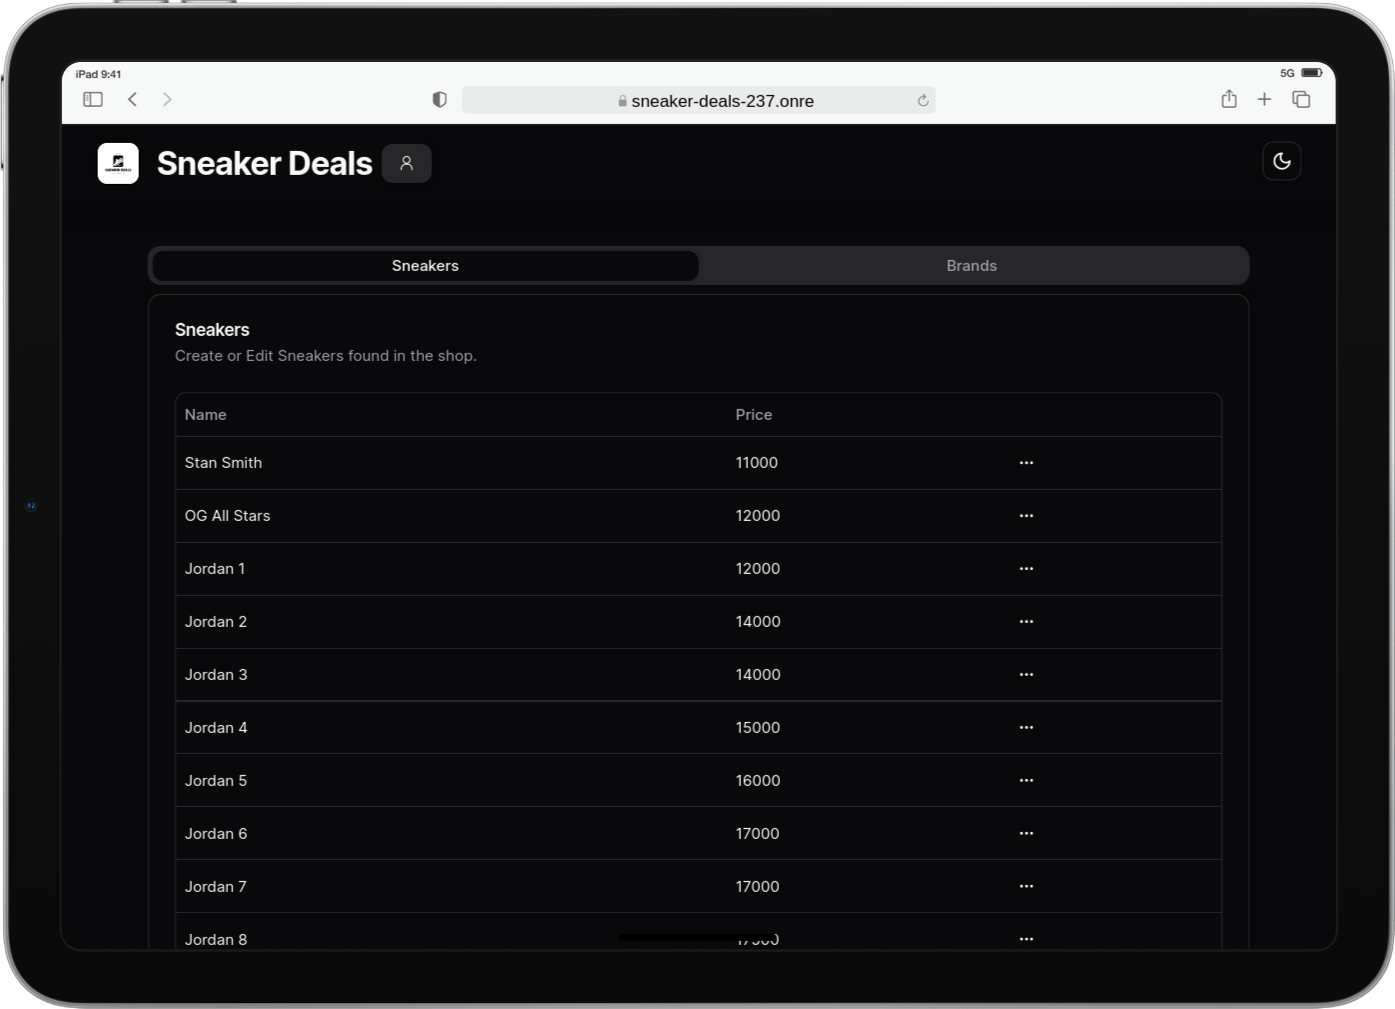 iPad 9:41
5G
sneaker-deals-237.onre
Sneaker Deals
Sneakers
Brands
Sneakers
Create or Edit Sneakers found in the shop.
Name Price
Stan Smith 11000 ···
OG All Stars 12000 ···
Jordan 1 12000 ···
Jordan 2 14000 ···
Jordan 3 14000 ···
Jordan 4 15000 ···
Jordan 5 16000 ···
Jordan 6 17000 ···
Jordan 7 17000 ···
Jordan 8 ···